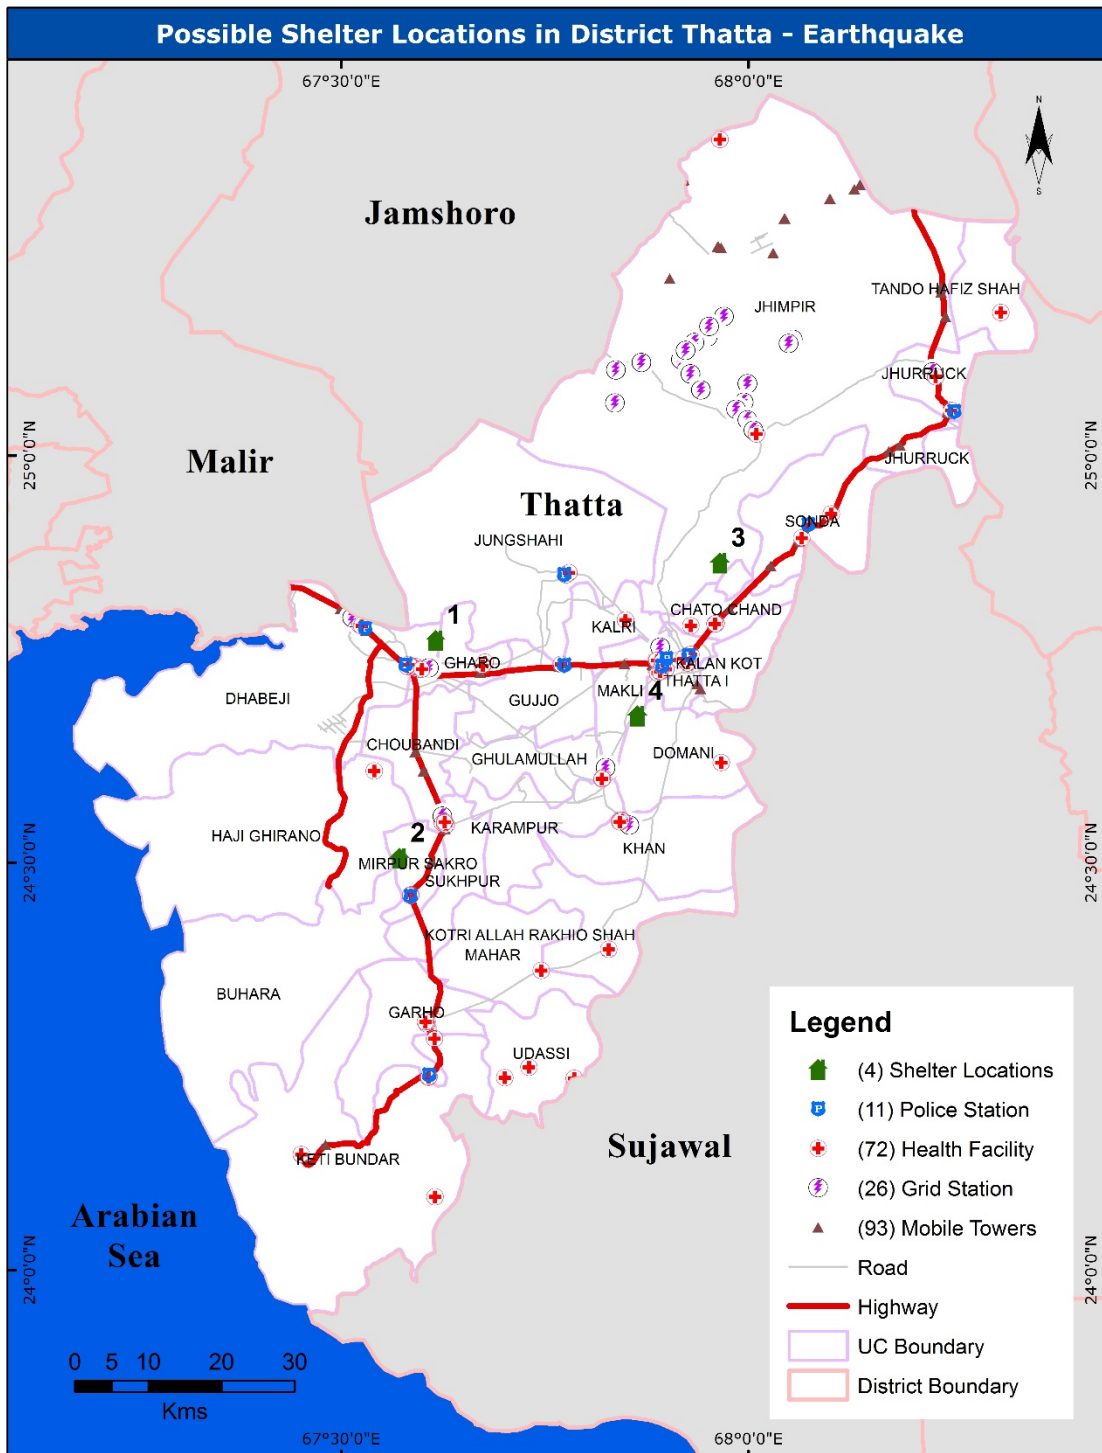 Possible Shelter Locations in District Thatta - Earthquake
67°30'0"E
68°0'0"E
N
S
Jamshoro
TANDO HAFIZ SHAH
JHIMPIR
JHURRUCK
25°0'0"N
25°0'0"N
Malir
JHURRUCK
Thatta
SONDA
3
JUNGSHAHI
1
CHATO CHAND
KALRI
GHARO
KALAN KOT
THATTA I
MAKLI
4
DHABEJI
GUJJO
CHOUBANDI
GHULAMULLAH
DOMANI
HAJI GHIRANO
2
KARAMPUR
KHAN
24°30'0"N
24°30'0"N
MIRPUR SAKRO
SUKHPUR
KOTRI ALLAH RAKHIO SHAH
MAHAR
BUHARA
GARHO
UDASSI
Legend
(4) Shelter Locations
P
(11) Police Station
(72) Health Facility
(26) Grid Station
(93) Mobile Towers
Road
Highway
UC Boundary
District Boundary
Sujawal
KETI BUNDAR
Arabian
Sea
24°0'0"N
24°0'0"N
0 5 10 20 30
Kms
67°30'0"E
68°0'0"E